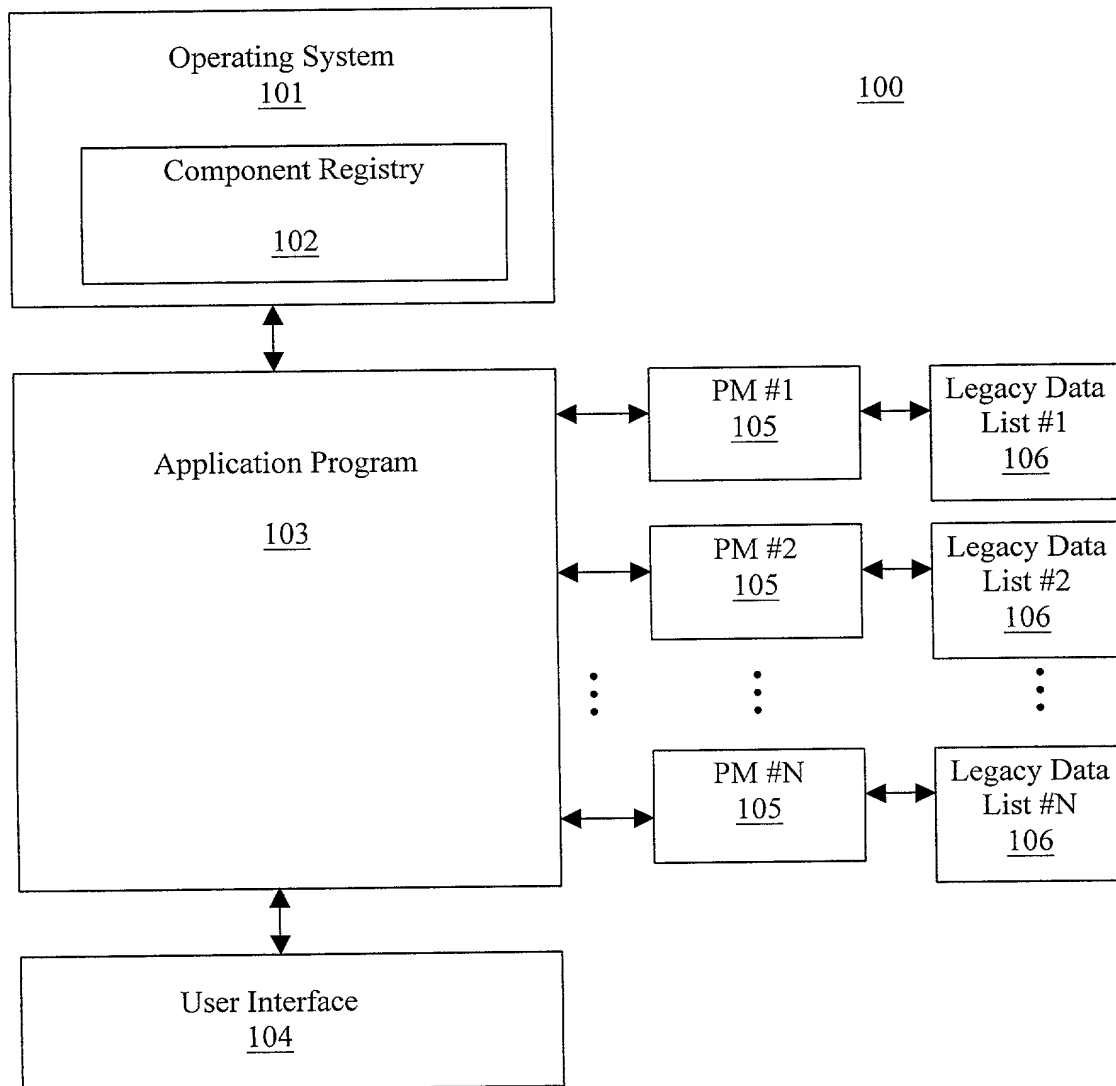 Operating System
101
100
Component Registry
102
Application Program
103
PM #1
105
Legacy Data
List #1
106
PM #2
105
Legacy Data
List #2
106
PM #N
105
Legacy Data
List #N
106
User Interface
104